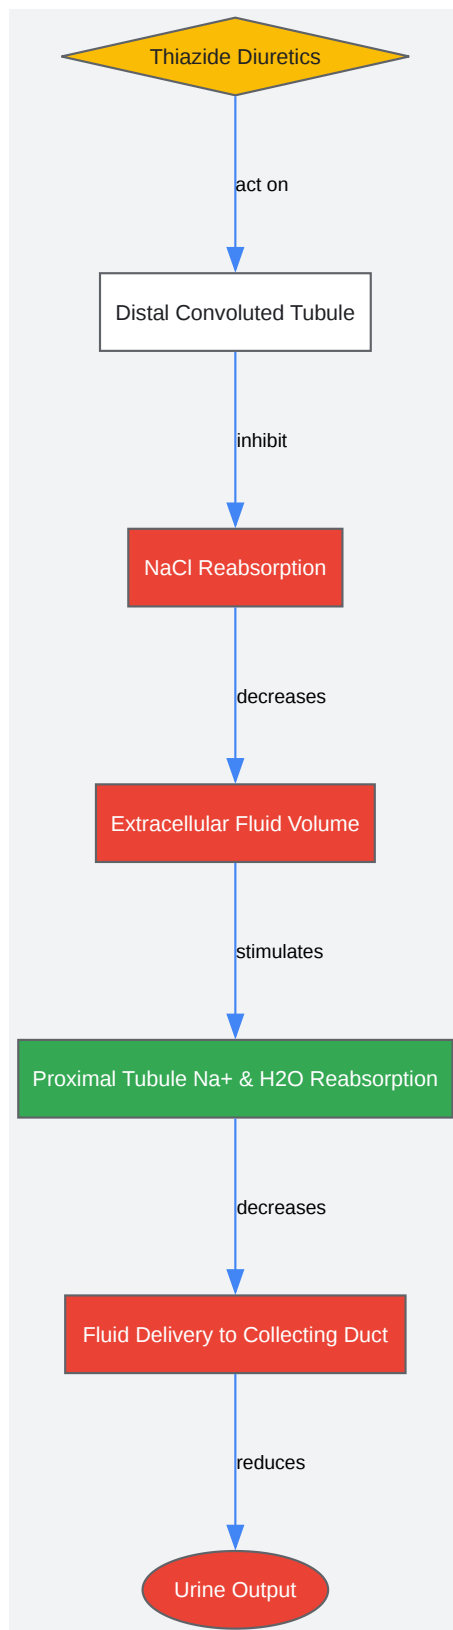 Thiazide Diuretics
act on
Distal Convoluted Tubule
inhibit
NaCl Reabsorption
decreases
Extracellular Fluid Volume
stimulates
Proximal Tubule Na+ & H2O Reabsorption
decreases
Fluid Delivery to Collecting Duct
reduces
Urine Output